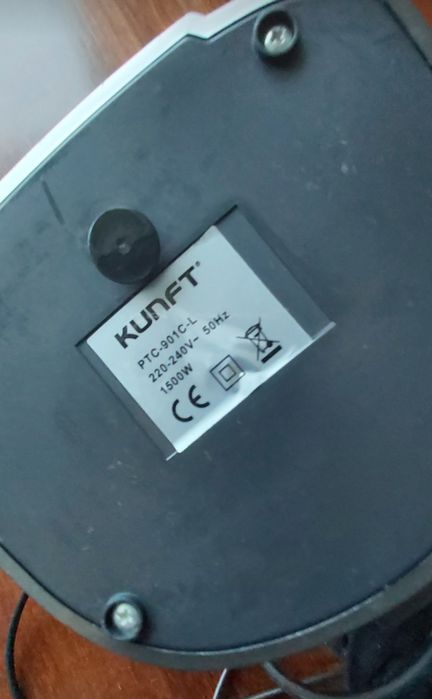 KUNFT®
PTC-901C-L
220-240V~ 50Hz
1500W
CE